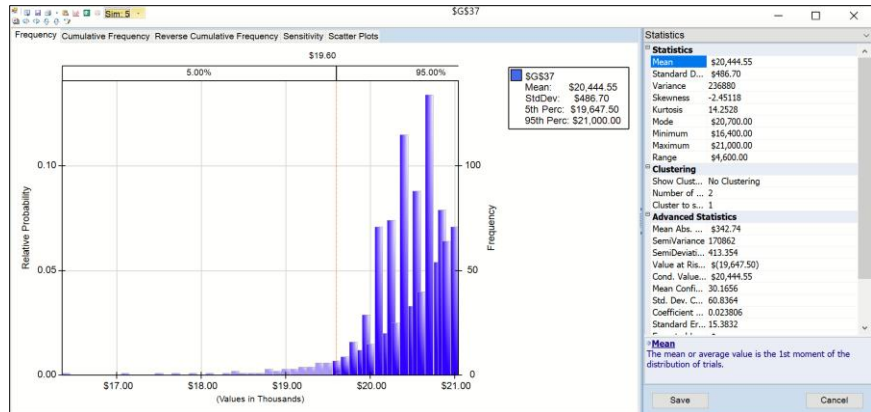 $G$37
Sim: 5
Frequency Cumulative Frequency Reverse Cumulative Frequency Sensitivity Scatter Plots
$19.60
5.00% 95.00%
$G$37
Mean: $20,444.55
StdDev: $486.70
5th Perc: $19,647.50
95th Perc: $21,000.00
Relative Probability
0.10
0.05
0.00
100
50
0
Frequency
$17.00 $18.00 $19.00 $20.00 $21.00
(Values in Thousands)
Statistics
Statistics
Mean $20,444.55
Standard D... $486.70
Variance 236880
Skewness -2.45118
Kurtosis 14.2528
Mode $20,700.00
Minimum $16,400.00
Maximum $21,000.00
Range $4,600.00
Clustering
Show Clust... No Clustering
Number of ... 2
Cluster to s... 1
Advanced Statistics
Mean Abs. ... $342.74
SemiVariance 170862
SemiDeviati... 413.354
Value at Ris... $(19,647.50)
Cond. Value... $20,444.55
Mean Confi... 30.1656
Std. Dev. C... 60.8364
Coefficient ... 0.023806
Standard Er... 15.3832
Mean
The mean or average value is the 1st moment of the
distribution of trials.
Save Cancel